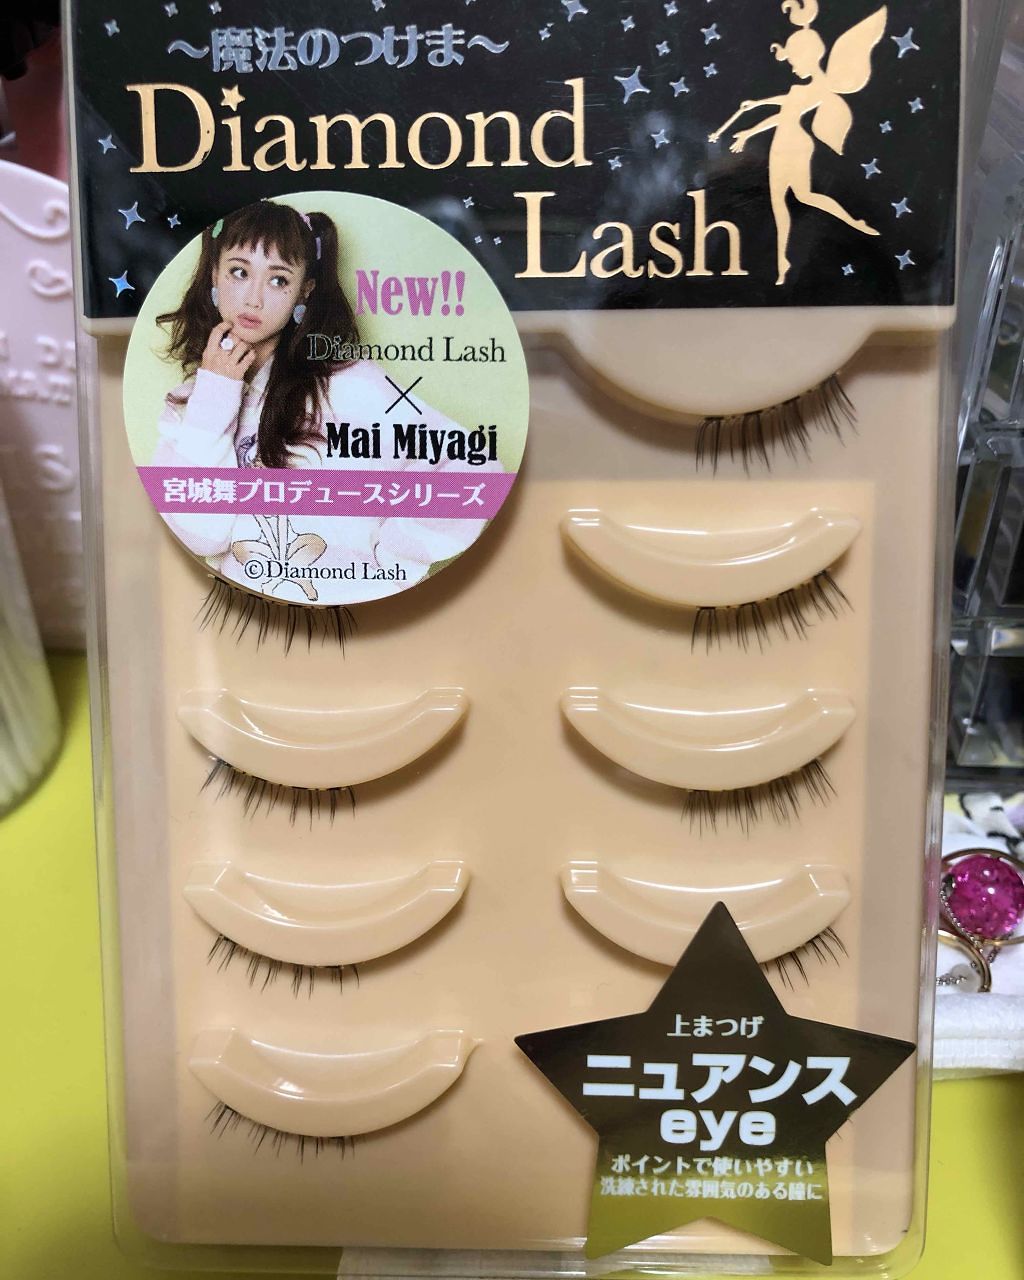 ~魔法のつけま~
Diamond
Lash
New!!
Diamond Lash
×
Mai Miyagi
宮城舞プロデュースシリーズ
©Diamond Lash
上まつげ
ニュアンス
eye
ポイントで使いやすい
洗練された雰囲気のある瞳に